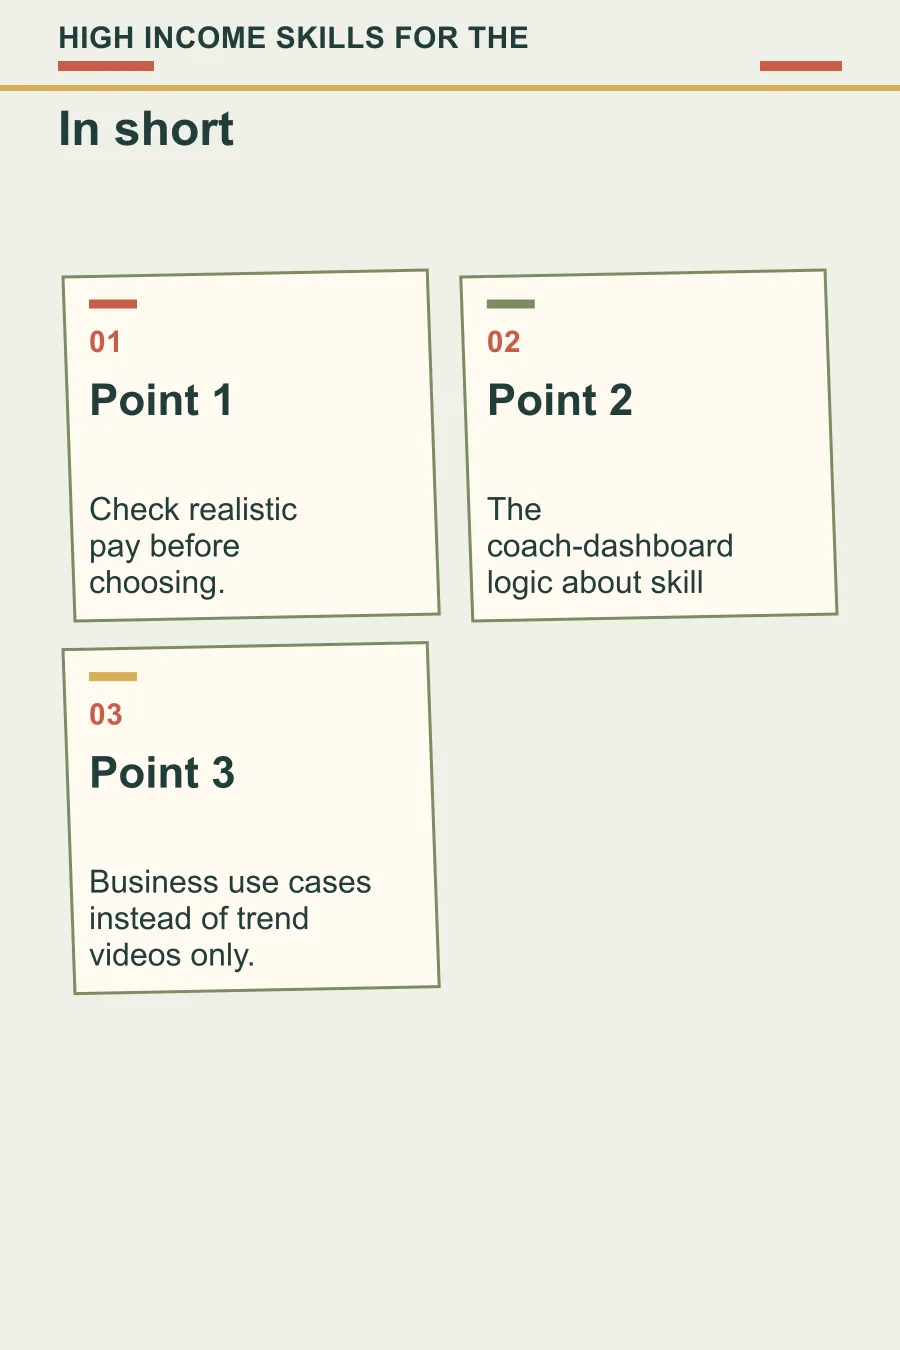 HIGH INCOME SKILLS FOR THE
In short
01
Point 1
Check realistic
pay before
choosing.
02
Point 2
The
coach-dashboard
logic about skill
03
Point 3
Business use cases
instead of trend
videos only.